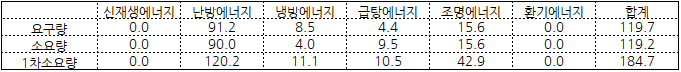 신재생에너지 난방에너지 냉방에너지 급탕에너지 조명에너지 환기에너지 합계
요구량 0.0 91.2 8.5 4.4 15.6 0.0 119.7
소요량 0.0 90.0 4.0 9.5 15.6 0.0 119.2
1차소요량 0.0 120.2 11.1 10.5 42.9 0.0 184.7